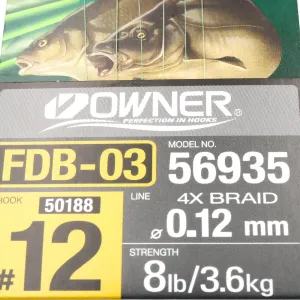 OWNER®
PERFECTION IN HOOKS
FDB-03
MODEL NO.
56935
HOOK
50188
LINE
4X BRAID
#12
ø0.12 mm
STRENGTH
8lb/3.6kg